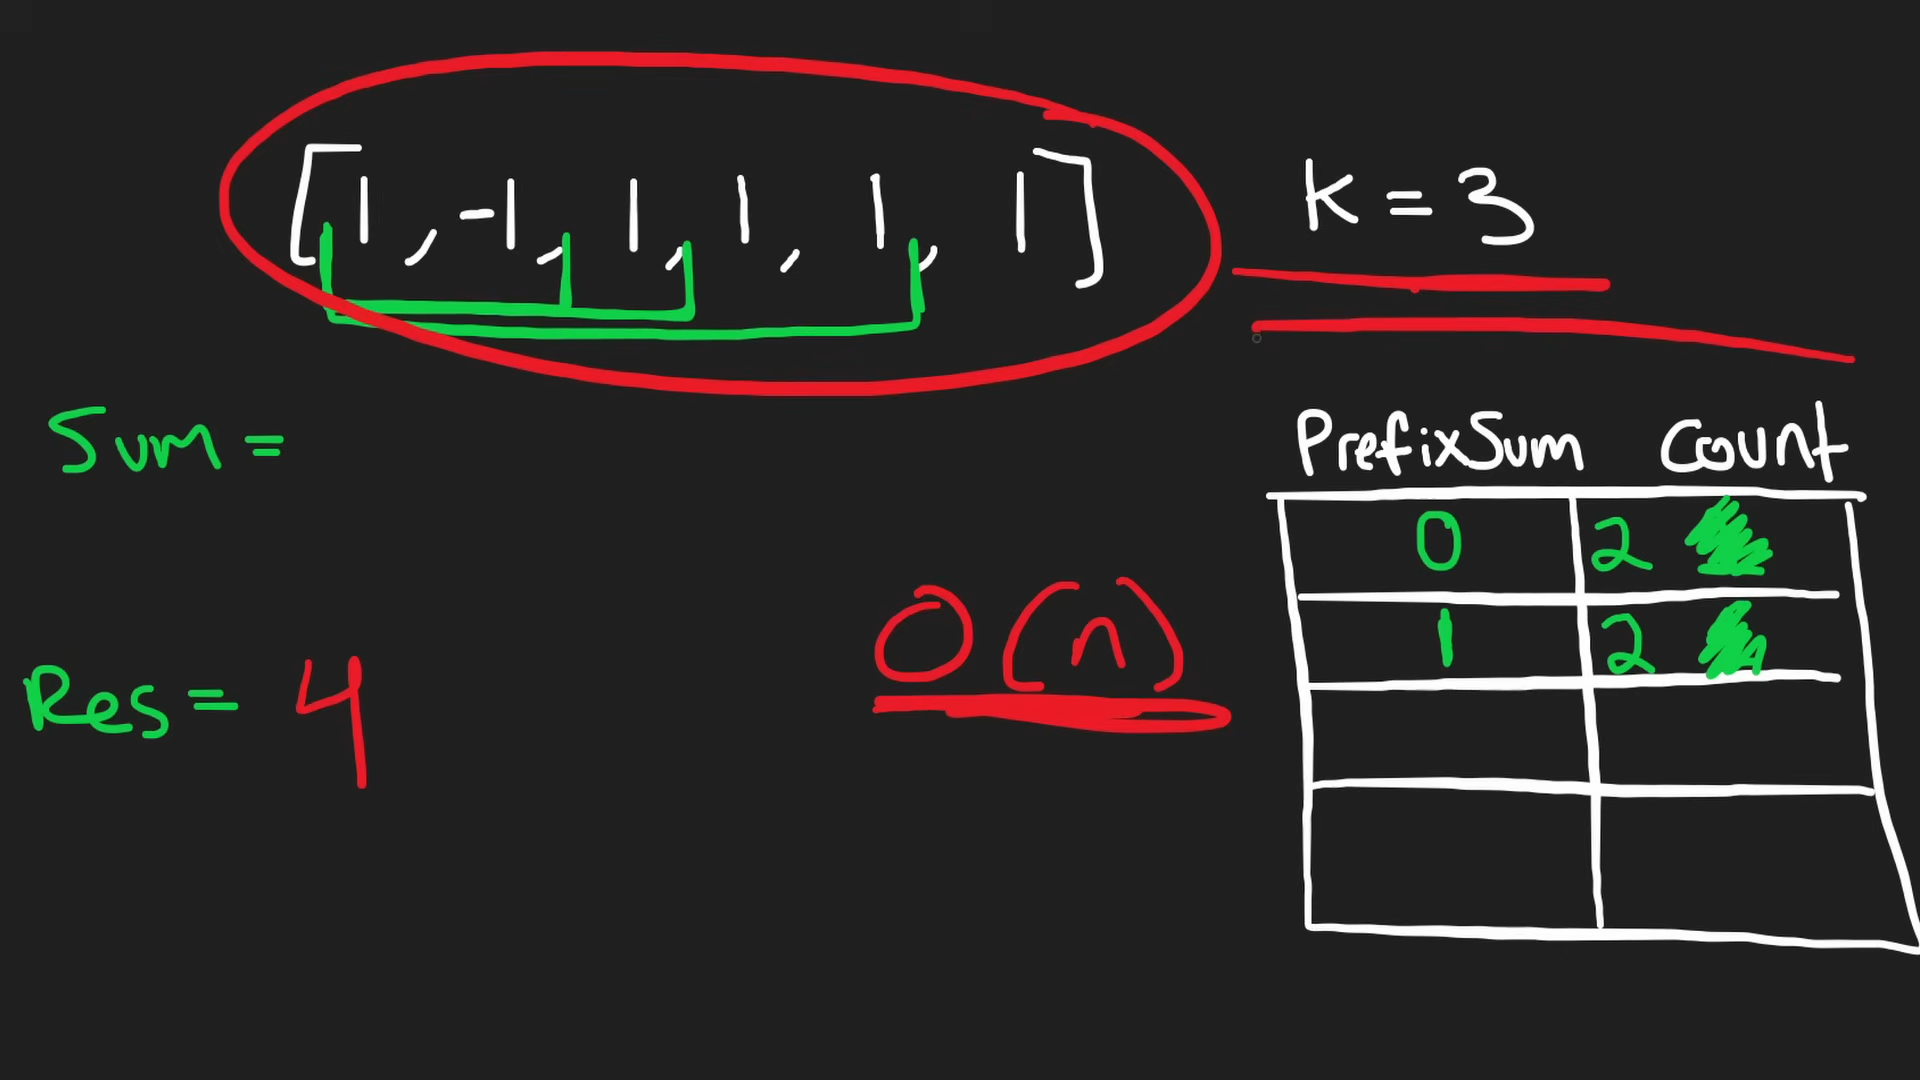 [1, -1, 1, 1, 1, 1]
K = 3
Sum =
PrefixSum Count
0 2
1 2
O(n)
Res = 4